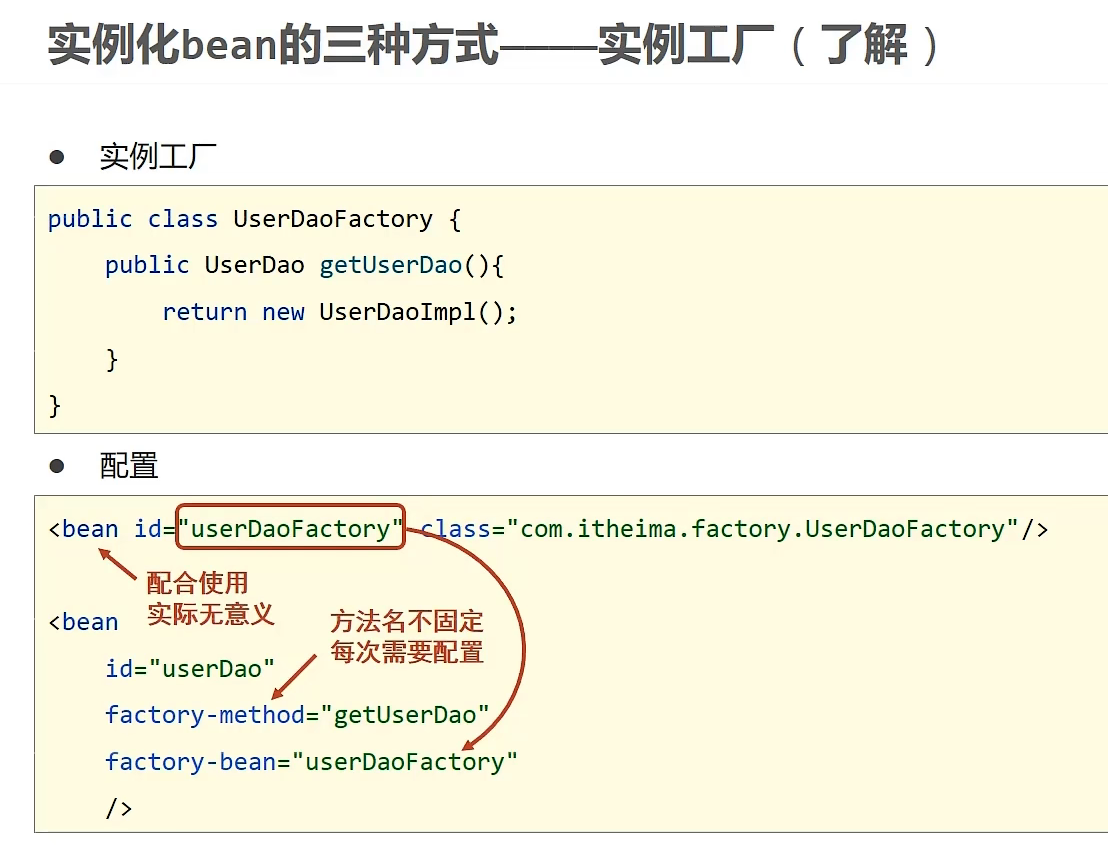 实例化bean的三种方式——实例工厂（了解）
● 实例工厂
public class UserDaoFactory {
public UserDao getUserDao(){
return new UserDaoImpl();
}
}
● 配置
<bean id="userDaoFactory" class="com.itheima.factory.UserDaoFactory"/>
配合使用
实际无意义
<bean
方法名不固定
每次需要配置
id="userDao"
factory-method="getUserDao"
factory-bean="userDaoFactory"
/>